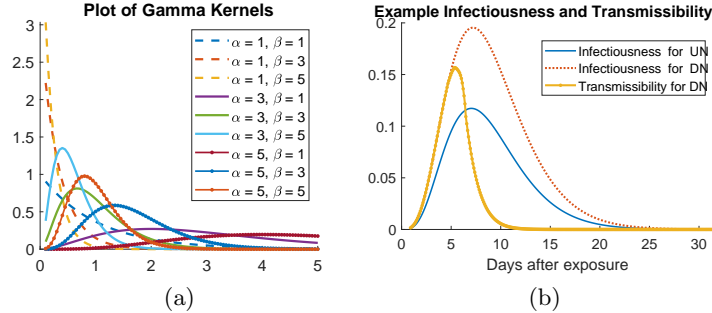 Plot of Gamma Kernels
3
2.5
2
1.5
1
0.5
0
0 1 2 3 4 5
α = 1, β = 1
α = 1, β = 3
α = 1, β = 5
α = 3, β = 1
α = 3, β = 3
α = 3, β = 5
α = 5, β = 1
α = 5, β = 3
α = 5, β = 5
(a)
Example Infectiousness and Transmissibility
0.2
0.15
0.1
0.05
0
0 5 10 15 20 25 30
Infectiousness for UN
Infectiousness for DN
Transmissibility for DN
Days after exposure
(b)